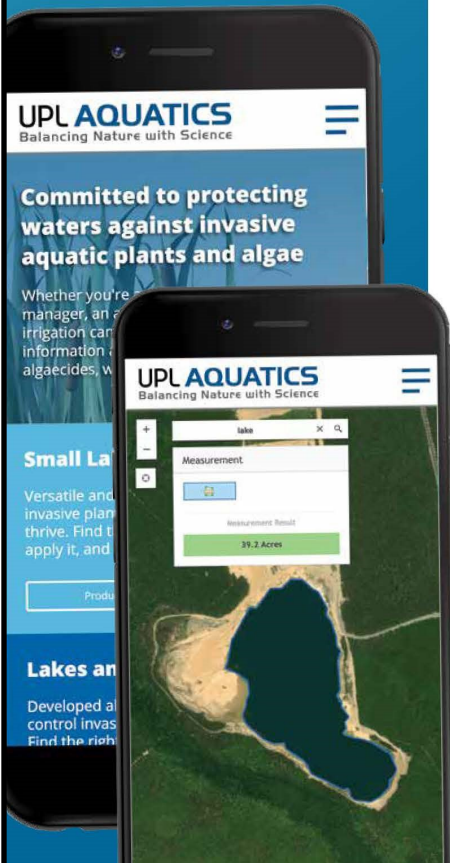 UPL AQUATICS
Balancing Nature with Science
Committed to protecting
waters against invasive
aquatic plants and algae
Whether you're
manager, an a
irrigation can
information a
algaecides, w
Small La
Versatile and
invasive plan
thrive. Find t
apply it, and
Produ
Lakes an
Developed al
control invas
Find the right
UPL AQUATICS
Balancing Nature with Science
+
lake
−
Measurement
Measurement Result
39.2 Acres